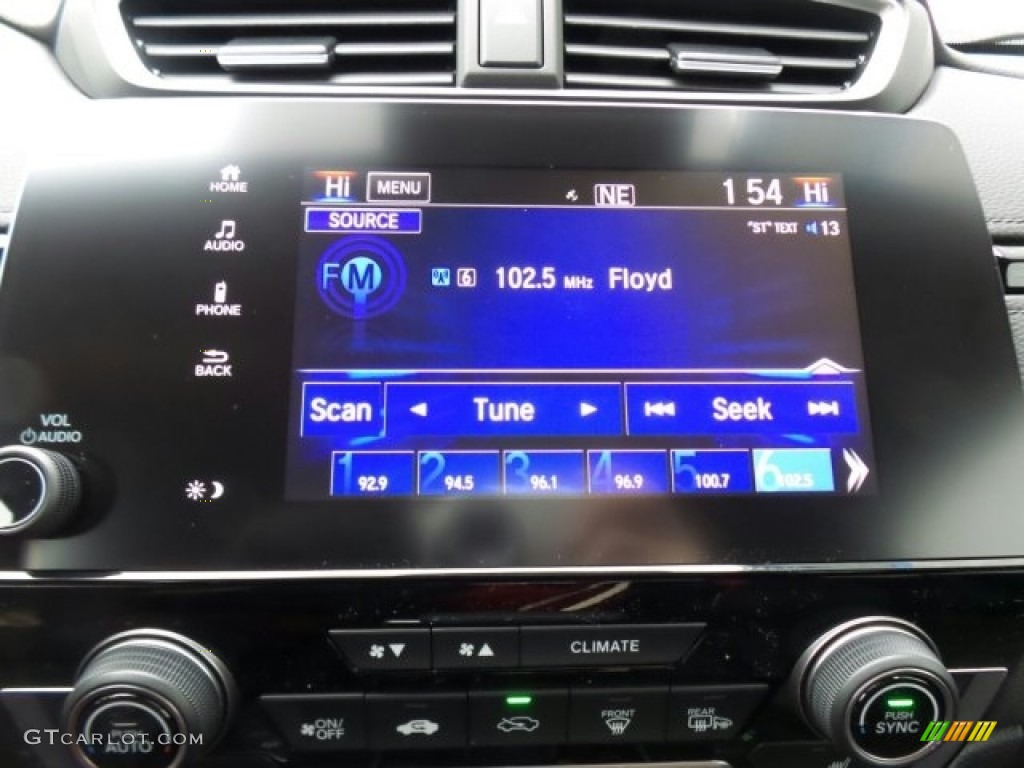 HOME
AUDIO
PHONE
BACK
VOL
AUDIO
Hi MENU NE 1 54 Hi
SOURCE "ST" TEXT 13
FM 6 102.5 MHz Floyd
Scan Tune Seek
1 92.9 2 94.5 3 96.1 4 96.9 5 100.7 6 102.5
CLIMATE
AUTO
ON/OFF
FRONT
REAR
PUSH
SYNC
GTCARLOT.COM